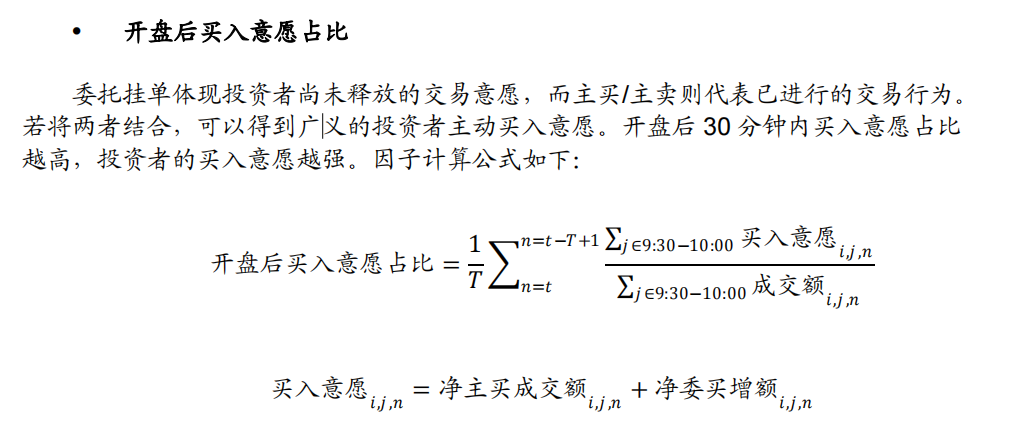 • 开盘后买入意愿占比
委托挂单体现投资者尚未释放的交易意愿，而主买/主卖则代表已进行的交易行为。
若将两者结合，可以得到广义的投资者主动买入意愿。开盘后 30 分钟内买入意愿占比
越高，投资者的买入意愿越强。因子计算公式如下：
开盘后买入意愿占比 = \frac{1}{T} \sum_{n=t}^{n=t-T+1} \frac{\sum_{j∈9:30-10:00} 买入意愿_{i,j,n}}{\sum_{j∈9:30-10:00} 成交额_{i,j,n}}
买入意愿_{i,j,n} = 净主买成交额_{i,j,n} + 净委买增额_{i,j,n}